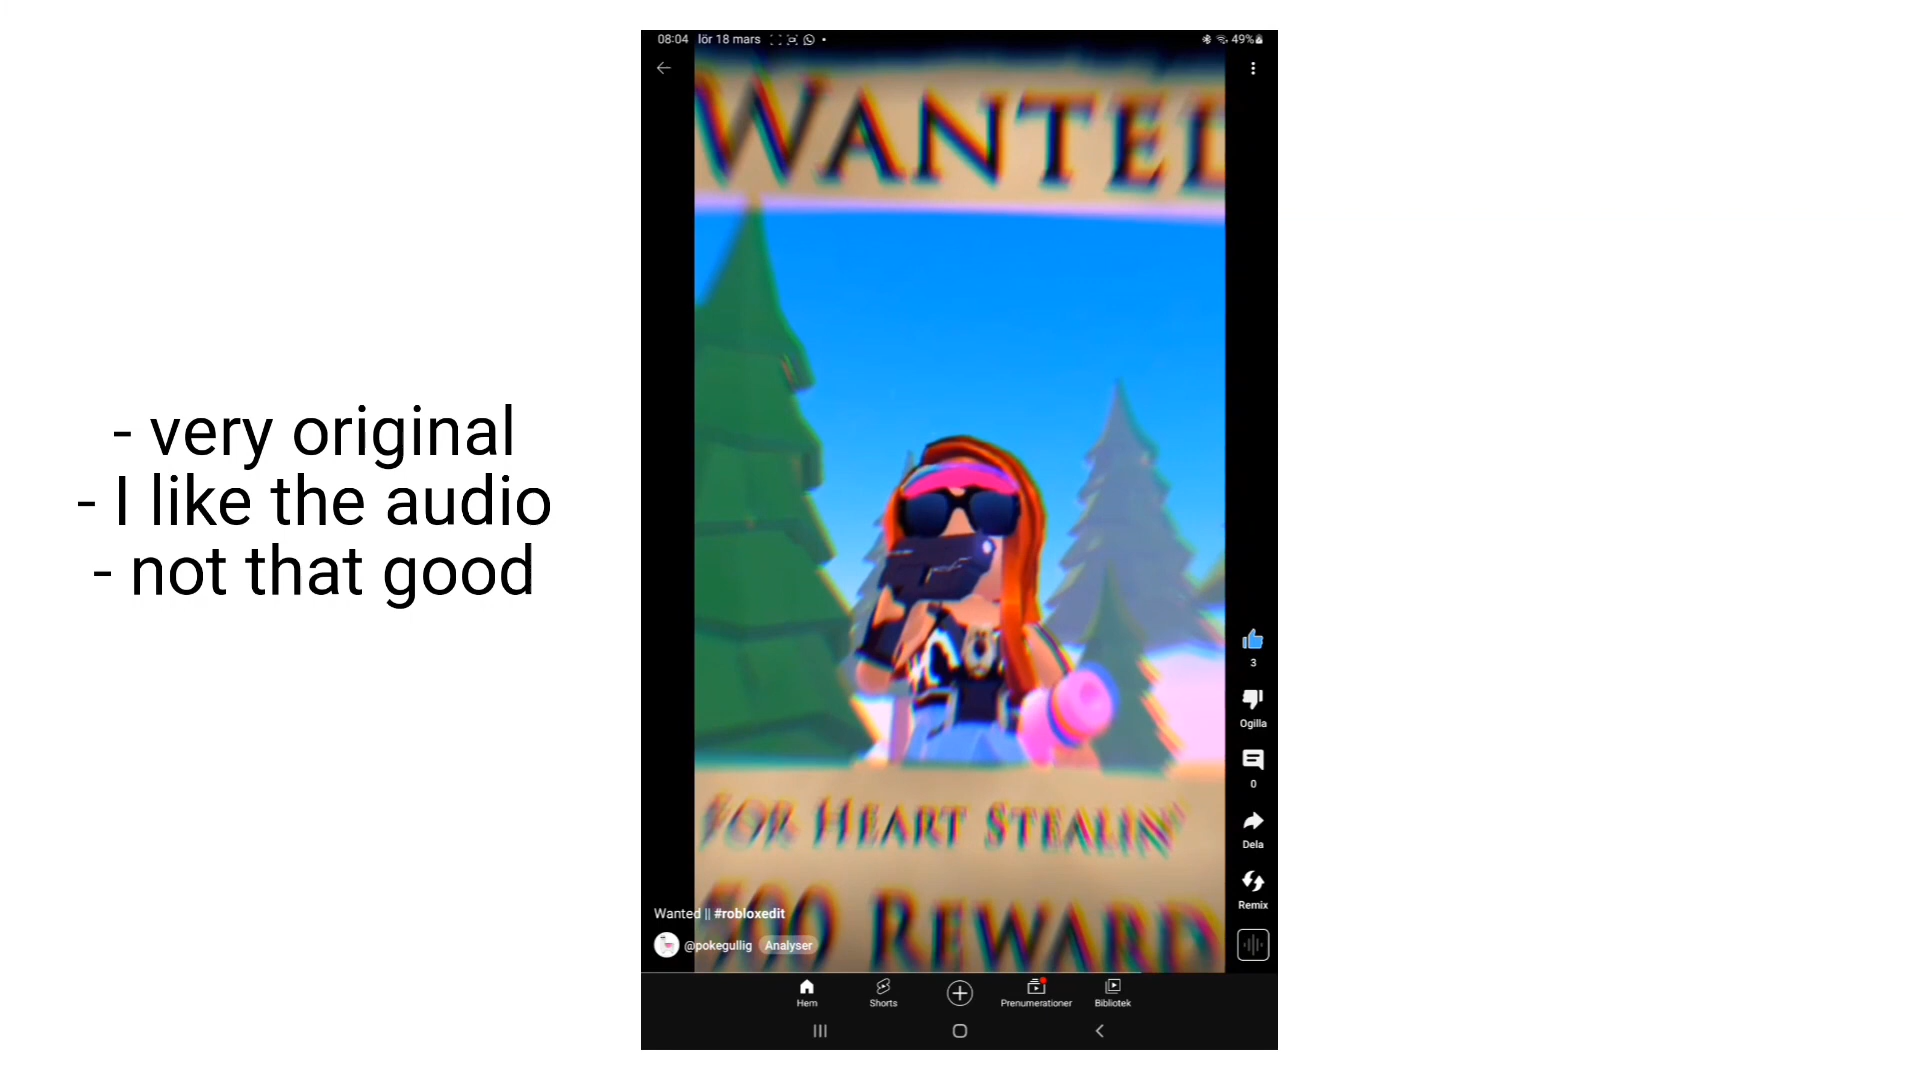 - very original
- I like the audio
- not that good
08:04 lör 18 mars
49%
WANTED
FOR HEART STEALIN'
REWARD
3
Ogilla
0
Dela
Remix
Wanted || #robloxedit
@pokegullig Analyser
Hem
Shorts
Prenumerationer
Bibliotek